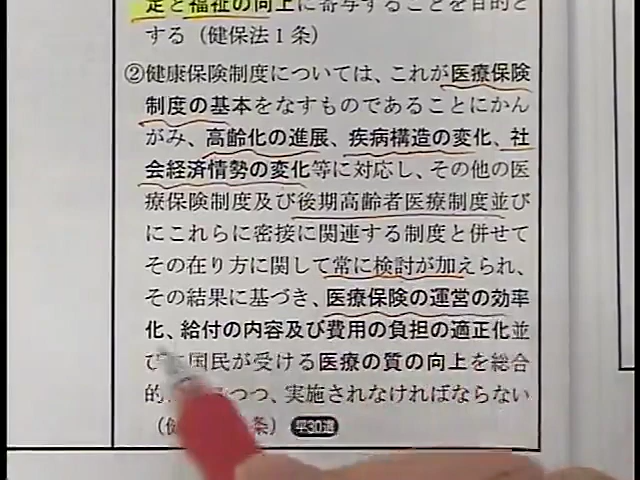 定と福祉の向上に寄与することを目的と
する（健保法1条）
②健康保険制度については、これが医療保険
制度の基本をなすものであることにかん
がみ、高齢化の進展、疾病構造の変化、社
会経済情勢の変化等に対応し、その他の医
療保険制度及び後期高齢者医療制度並び
にこれらに密接に関連する制度と併せて
その在り方に関して常に検討が加えられ、
その結果に基づき、医療保険の運営の効率
化、給付の内容及び費用の負担の適正化並
び 国民が受ける医療の質の向上を総合
的 つつ、実施されなければならない
（ 条） 平30選